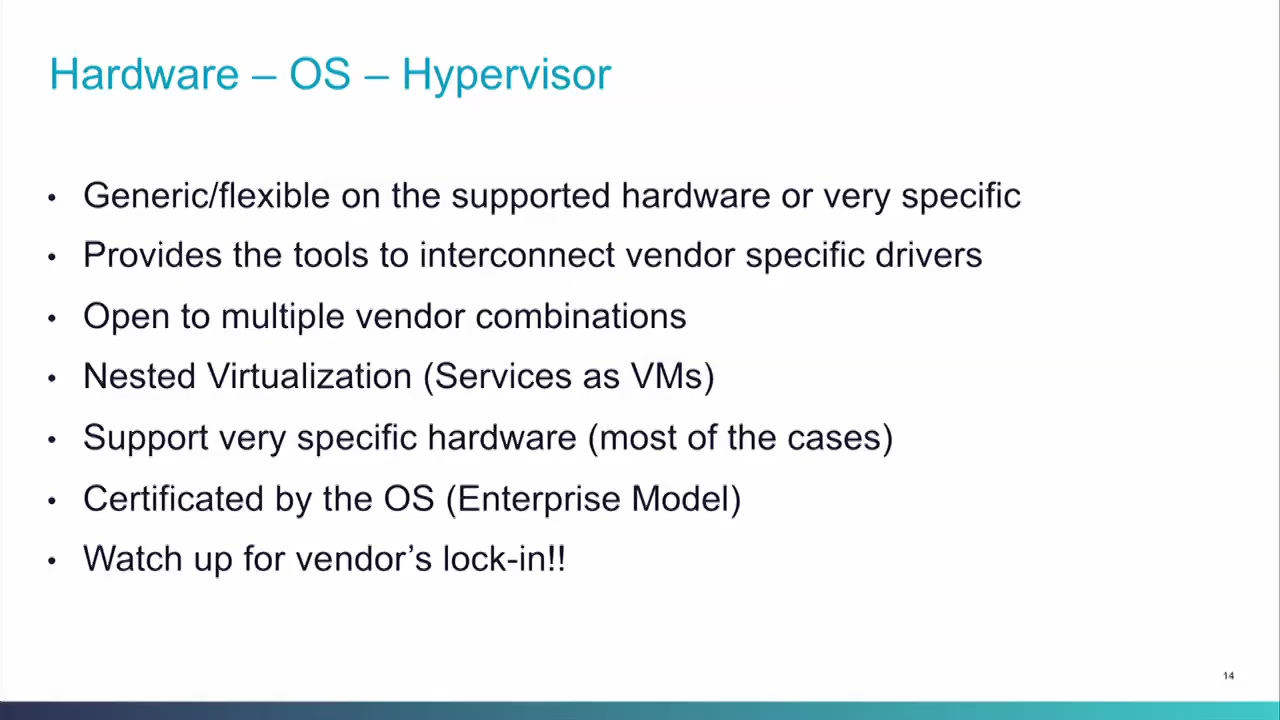 Hardware – OS – Hypervisor
• Generic/flexible on the supported hardware or very specific
• Provides the tools to interconnect vendor specific drivers
• Open to multiple vendor combinations
• Nested Virtualization (Services as VMs)
• Support very specific hardware (most of the cases)
• Certificated by the OS (Enterprise Model)
• Watch up for vendor’s lock-in!!
14